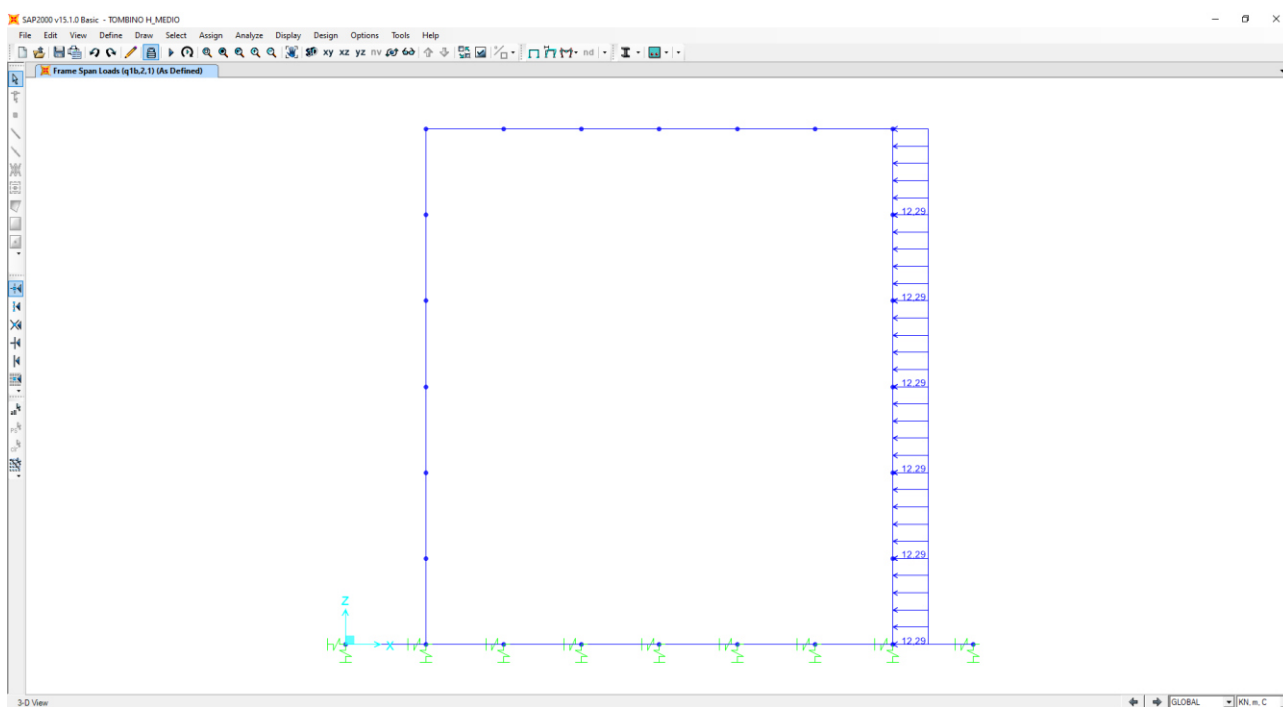 SAP2000 v15.1.0 Basic - TOMBINO H_MEDIO
File Edit View Define Draw Select Assign Analyze Display Design Options Tools Help
xy xz yz nv nd
Frame Span Loads (q1b,2,1) (As Defined)
12.29
12.29
12.29
12.29
12.29
12.29
Z
X
3-D View
GLOBAL
KN, m, C